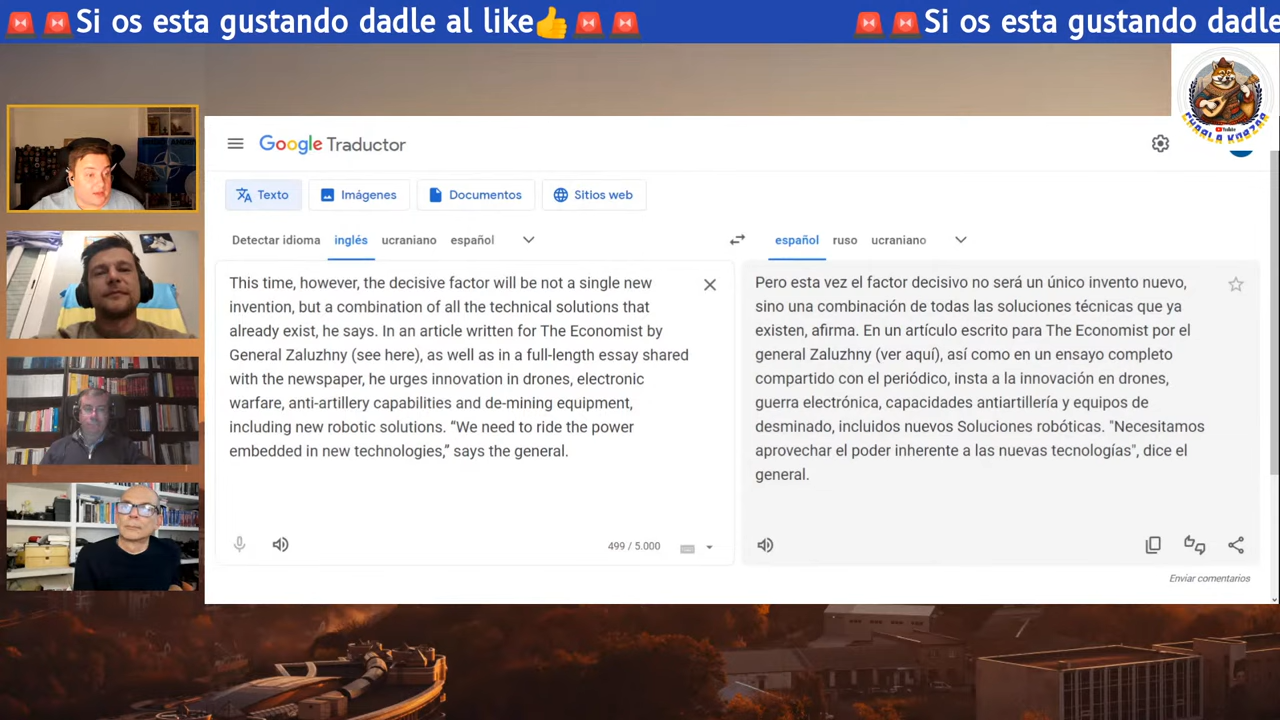 🚨🚨Si os esta gustando dadle al like👍🚨🚨
🚨🚨Si os esta gustando dadle
CHARLA KOBZAR
YouTube
Google Traductor
Texto
Imágenes
Documentos
Sitios web
Detectar idioma
inglés
ucraniano
español
español
ruso
ucraniano
This time, however, the decisive factor will be not a single new
invention, but a combination of all the technical solutions that
already exist, he says. In an article written for The Economist by
General Zaluzhny (see here), as well as in a full-length essay shared
with the newspaper, he urges innovation in drones, electronic
warfare, anti-artillery capabilities and de-mining equipment,
including new robotic solutions. “We need to ride the power
embedded in new technologies,” says the general.
499 / 5.000
Pero esta vez el factor decisivo no será un único invento nuevo,
sino una combinación de todas las soluciones técnicas que ya
existen, afirma. En un artículo escrito para The Economist por el
general Zaluzhny (ver aquí), así como en un ensayo completo
compartido con el periódico, insta a la innovación en drones,
guerra electrónica, capacidades antiartillería y equipos de
desminado, incluidos nuevos Soluciones robóticas. "Necesitamos
aprovechar el poder inherente a las nuevas tecnologías", dice el
general.
Enviar comentarios